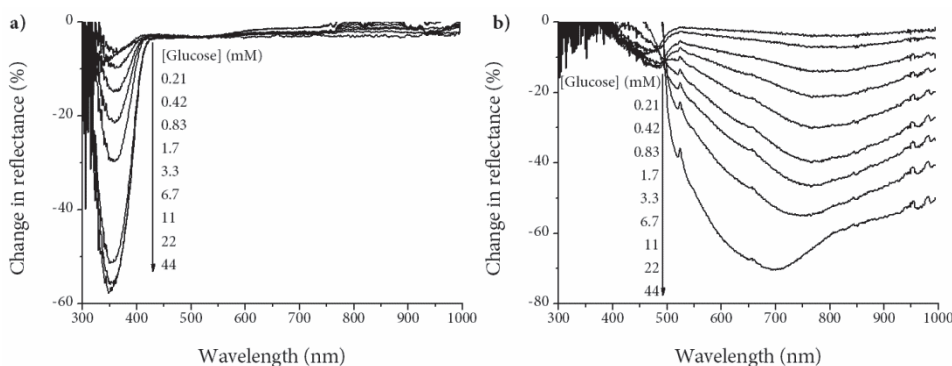 a)
Change in reflectance (%)
0
-20
-40
-60
[Glucose] (mM)
0.21
0.42
0.83
1.7
3.3
6.7
11
22
44
300 400 500 600 700 800 900 1000
Wavelength (nm)
b)
Change in reflectance (%)
0
-20
-40
-60
-80
[Glucose] (mM)
0.21
0.42
0.83
1.7
3.3
6.7
11
22
44
300 400 500 600 700 800 900 1000
Wavelength (nm)